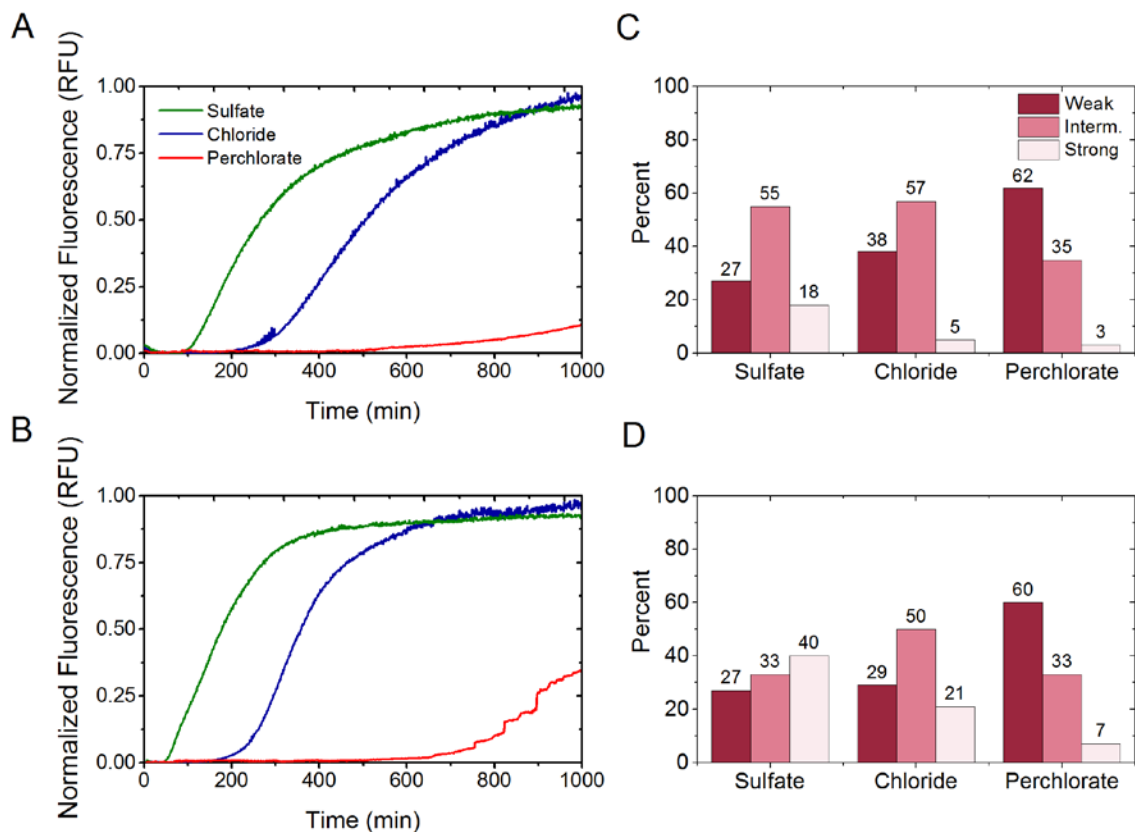 A
Normalized Fluorescence (RFU)
1.00
0.75
0.50
0.25
0.00
Sulfate
Chloride
Perchlorate
0 200 400 600 800 1000
Time (min)
C
Percent
100
80
60
40
20
0
Weak
Interm.
Strong
27 55 18 38 57 5 62 35 3
Sulfate Chloride Perchlorate
B
Normalized Fluorescence (RFU)
1.00
0.75
0.50
0.25
0.00
0 200 400 600 800 1000
Time (min)
D
Percent
100
80
60
40
20
0
27 33 40 29 50 21 60 33 7
Sulfate Chloride Perchlorate